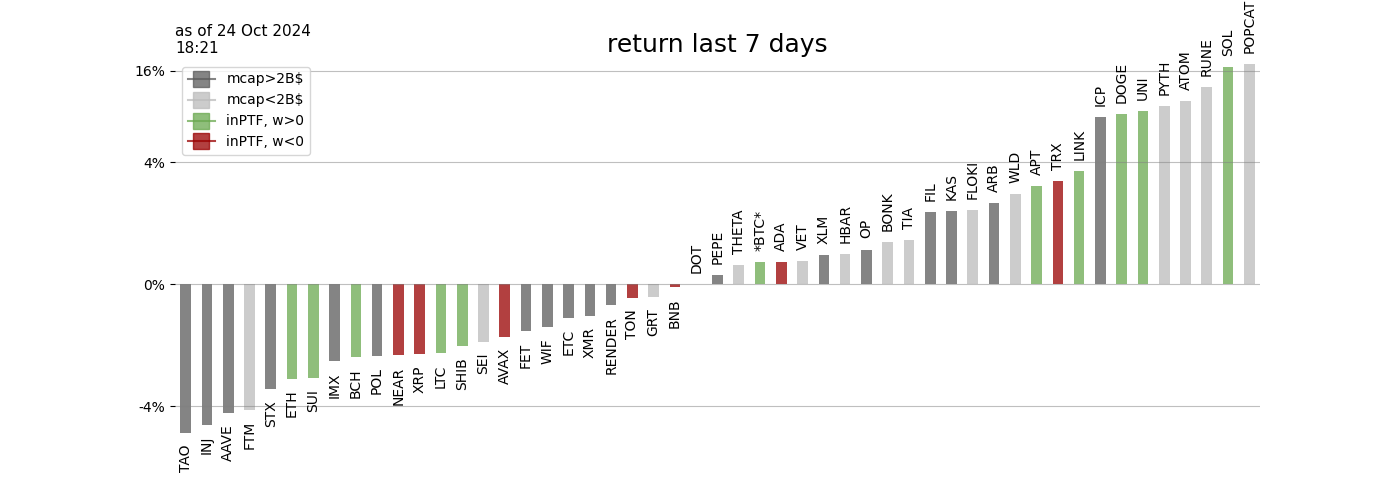 as of 24 Oct 2024
18:21
return last 7 days
mcap>2B$
mcap<2B$
inPTF, w>0
inPTF, w<0
16%
4%
0%
-4%
TAO
INJ
AAVE
FTM
STX
ETH
SUI
IMX
BCH
POL
NEAR
XRP
LTC
SHIB
SEI
AVAX
FET
WIF
ETC
XMR
RENDER
TON
GRT
BNB
DOT
PEPE
THETA
*BTC*
ADA
VET
XLM
HBAR
OP
BONK
TIA
FIL
KAS
FLOKI
ARB
WLD
APT
TRX
LINK
ICP
DOGE
UNI
PYTH
ATOM
RUNE
SOL
POPCAT